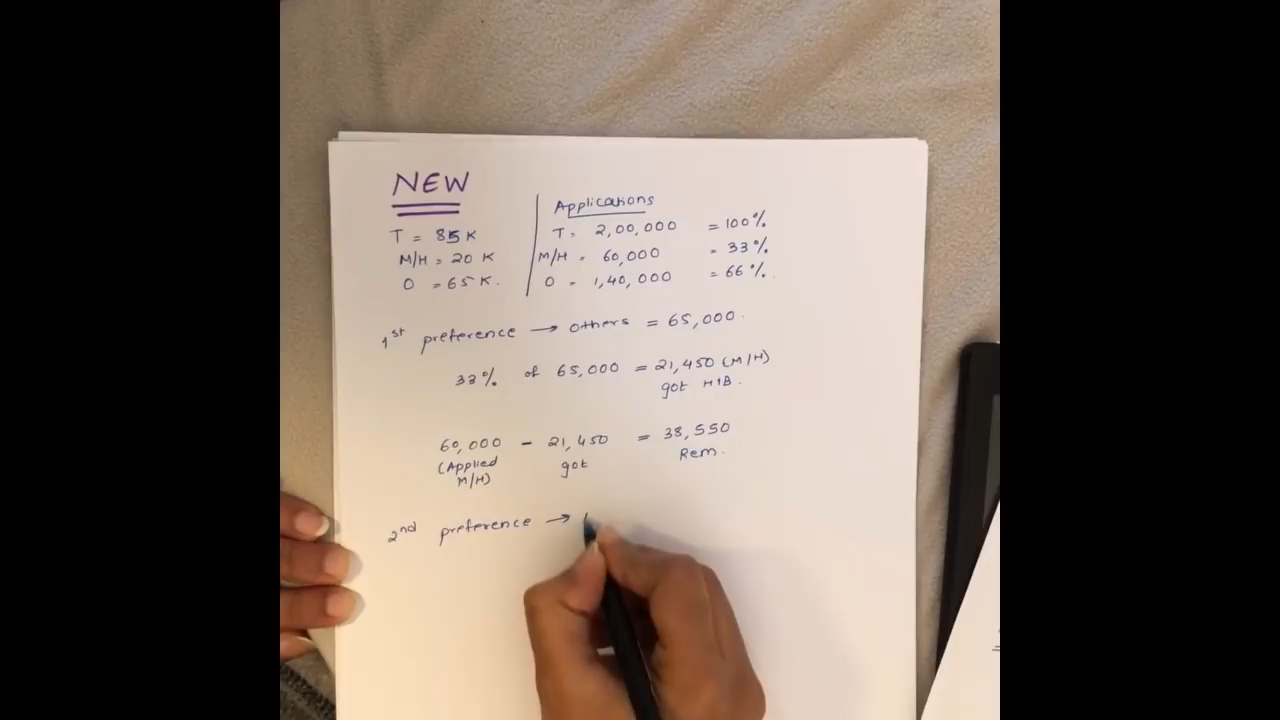 NEW
T = 85 K
M/H = 20 K
O = 65 K.
Applications
T = 2,00,000 = 100%
M/H = 60,000 = 33%
O = 1,40,000 = 66%.
1st preference → others = 65,000.
33% of 65,000 = 21,450 (M/H)
got H1B.
60,000 - 21,450 = 38,550
(Applied got Rem.
M/H)
2nd preference →